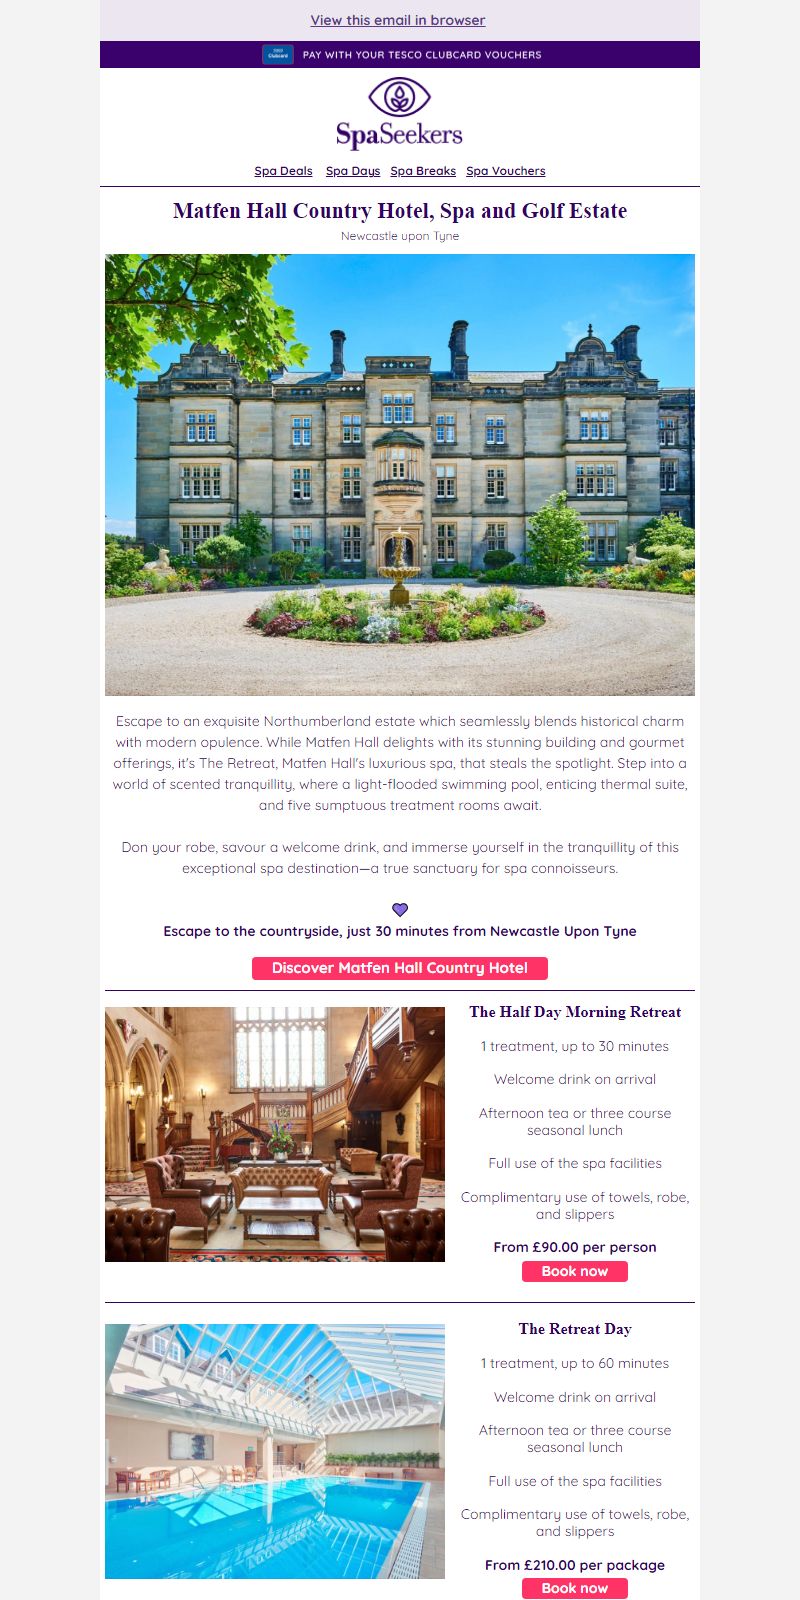 View this email in browser
TESCO
Clubcard
PAY WITH YOUR TESCO CLUBCARD VOUCHERS
SpaSeekers
Spa Deals Spa Days Spa Breaks Spa Vouchers
Matfen Hall Country Hotel, Spa and Golf Estate
Newcastle upon Tyne
Escape to an exquisite Northumberland estate which seamlessly blends historical charm
with modern opulence. While Matfen Hall delights with its stunning building and gourmet
offerings, it's The Retreat, Matfen Hall's luxurious spa, that steals the spotlight. Step into a
world of scented tranquillity, where a light-flooded swimming pool, enticing thermal suite,
and five sumptuous treatment rooms await.
Don your robe, savour a welcome drink, and immerse yourself in the tranquillity of this
exceptional spa destination—a true sanctuary for spa connoisseurs.
Escape to the countryside, just 30 minutes from Newcastle Upon Tyne
Discover Matfen Hall Country Hotel
The Half Day Morning Retreat
1 treatment, up to 30 minutes
Welcome drink on arrival
Afternoon tea or three course
seasonal lunch
Full use of the spa facilities
Complimentary use of towels, robe,
and slippers
From £90.00 per person
Book now
The Retreat Day
1 treatment, up to 60 minutes
Welcome drink on arrival
Afternoon tea or three course
seasonal lunch
Full use of the spa facilities
Complimentary use of towels, robe,
and slippers
From £210.00 per package
Book now